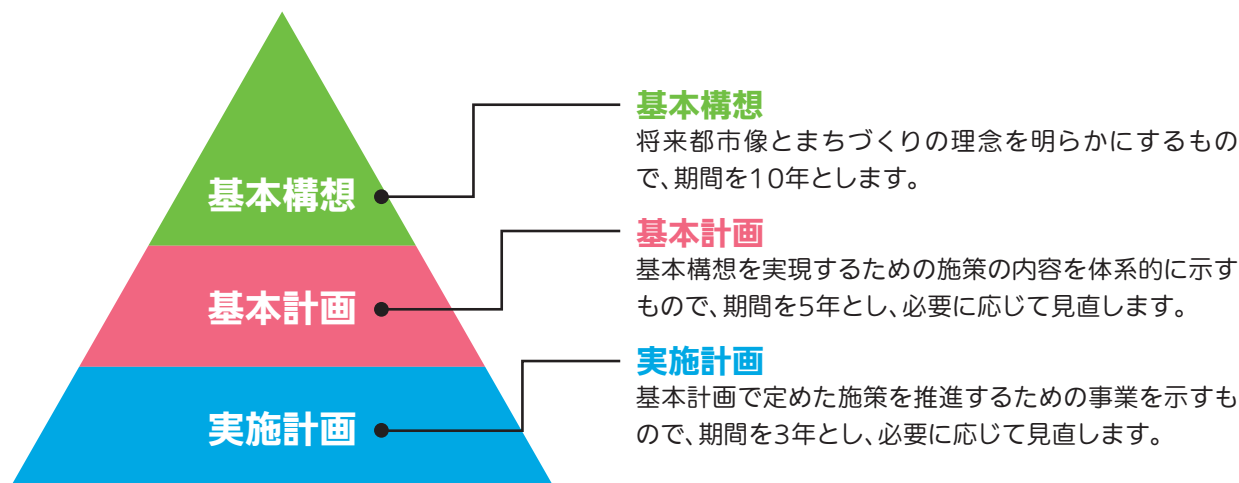 基本構想
基本計画
実施計画
基本構想
将来都市像とまちづくりの理念を明らかにするもの
で、期間を10年とします。
基本計画
基本構想を実現するための施策の内容を体系的に示す
もので、期間を5年とし、必要に応じて見直します。
実施計画
基本計画で定めた施策を推進するための事業を示すも
ので、期間を3年とし、必要に応じて見直します。